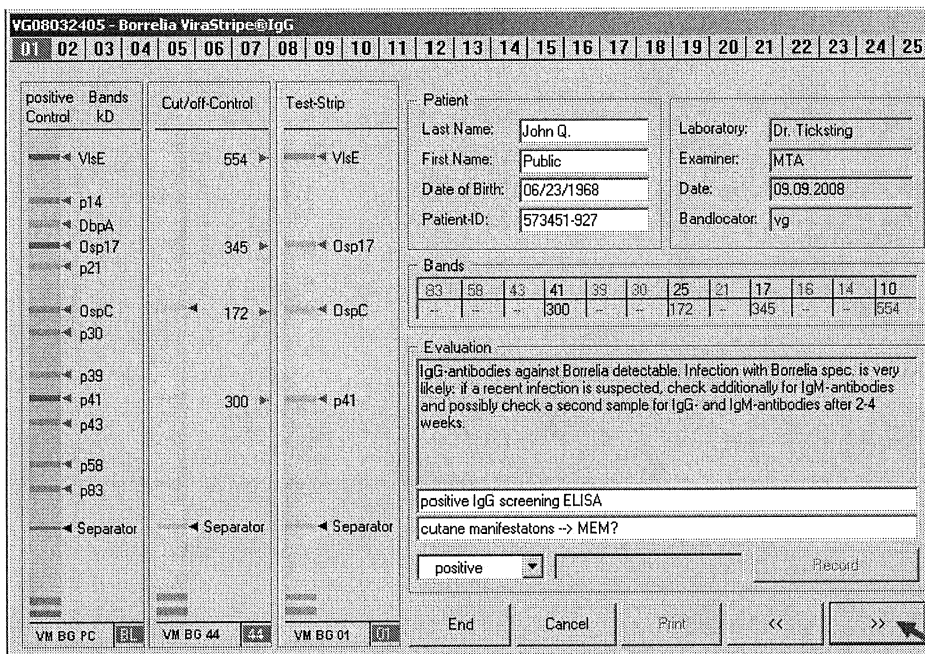 VG08032405 - Borrelia ViraStripe®IgG
01 02 03 04 05 06 07 08 09 10 11 12 13 14 15 16 17 18 19 20 21 22 23 24 25
positive Bands
Control kD
VlsE
p14
DbpA
Osp17
p21
OspC
p30
p39
p41
p43
p58
p83
Separator
VM BG PC BL
Cut/off-Control
554
345
172
300
Separator
VM BG 44 44
Test-Strip
VlsE
Osp17
OspC
p41
Separator
VM BG 01 01
Patient
Last Name: John Q.
First Name: Public
Date of Birth: 06/23/1968
Patient-ID: 573451-927
Laboratory: Dr. Ticksting
Examiner: MTA
Date: 09.09.2008
Bandlocator: vg
Bands
83 58 43 41 39 30 25 21 17 16 14 10
-- -- -- 300 -- -- 172 -- 345 -- -- 554
Evaluation
IgG-antibodies against Borrelia detectable. Infection with Borrelia spec. is very
likely: if a recent infection is suspected, check additionally for IgM-antibodies
and possibly check a second sample for IgG- and IgM-antibodies after 2-4
weeks.
positive IgG screening ELISA
cutane manifestatons --> MEM?
positive
Record
End Cancel Print << >>